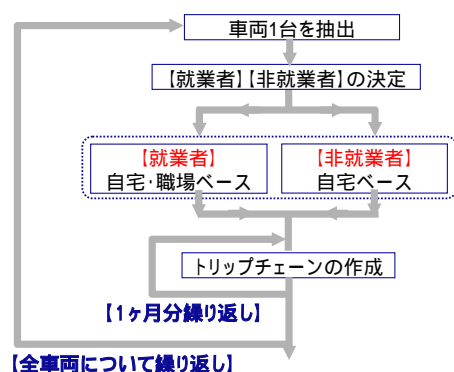 車両1台を抽出
【就業者】【非就業者】の決定
【就業者】
自宅・職場ベース
【非就業者】
自宅ベース
トリップチェーンの作成
【1ヶ月分繰り返し】
【全車両について繰り返し】